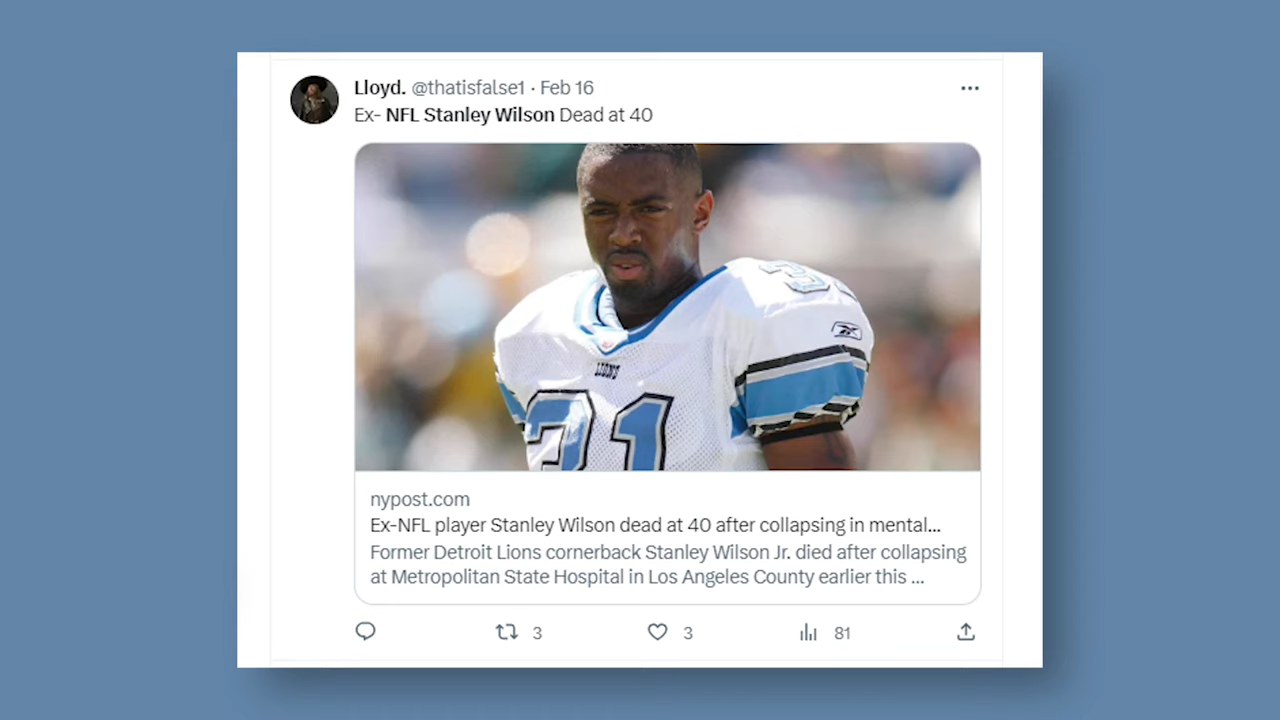 Lloyd. @thatisfalse1 · Feb 16
Ex- NFL Stanley Wilson Dead at 40
31
LIONS
31
nypost.com
Ex-NFL player Stanley Wilson dead at 40 after collapsing in mental...
Former Detroit Lions cornerback Stanley Wilson Jr. died after collapsing
at Metropolitan State Hospital in Los Angeles County earlier this ...
3 3 81